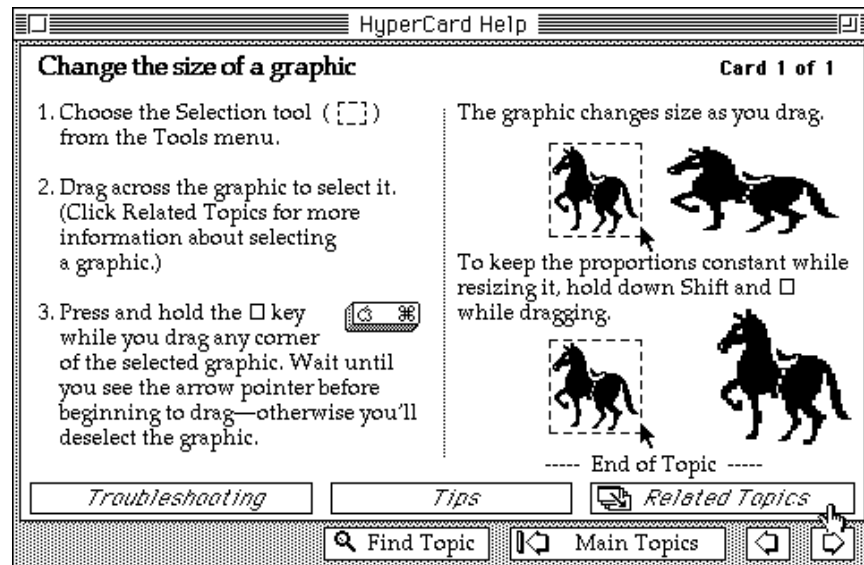 HyperCard Help
Change the size of a graphic
Card 1 of 1
1. Choose the Selection tool ( )
from the Tools menu.
2. Drag across the graphic to select it.
(Click Related Topics for more
information about selecting
a graphic.)
3. Press and hold the □ key
while you drag any corner
of the selected graphic. Wait until
you see the arrow pointer before
beginning to drag—otherwise you’ll
deselect the graphic.
⌘
The graphic changes size as you drag.
To keep the proportions constant while
resizing it, hold down Shift and □
while dragging.
----- End of Topic -----
Troubleshooting
Tips
Related Topics
Find Topic
Main Topics